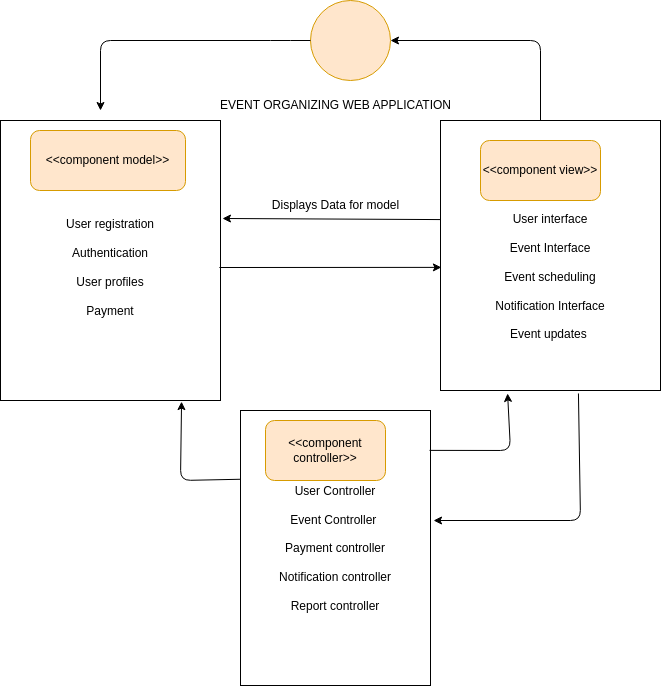 EVENT ORGANIZING WEB APPLICATION
<<component model>>
User registration
Authentication
User profiles
Payment
Displays Data for model
<<component view>>
User interface
Event Interface
Event scheduling
Notification Interface
Event updates
<<component
controller>>
User Controller
Event Controller
Payment controller
Notification controller
Report controller